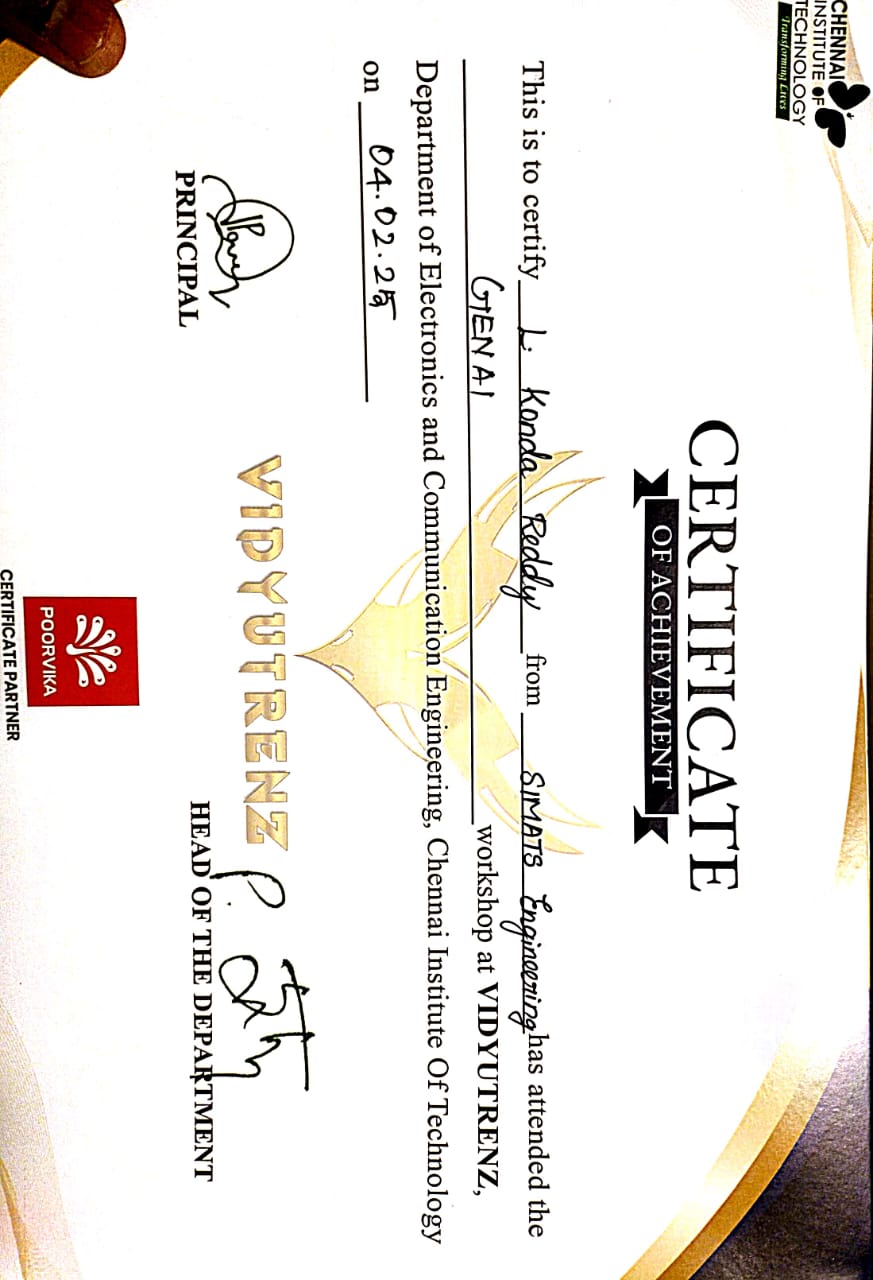 CHENNAI
INSTITUTE OF
TECHNOLOGY
Transforming Lives
CERTIFICATE
OF ACHIEVEMENT
This is to certify L. Konda Reddy from SIMATS Engineering has attended the
GENAI workshop at VIDYUTRENZ,
Department of Electronics and Communication Engineering, Chennai Institute Of Technology
on 04.02.25
VIDYUTRENZ
PRINCIPAL
HEAD OF THE DEPARTMENT
POORVIKA
CERTIFICATE PARTNER